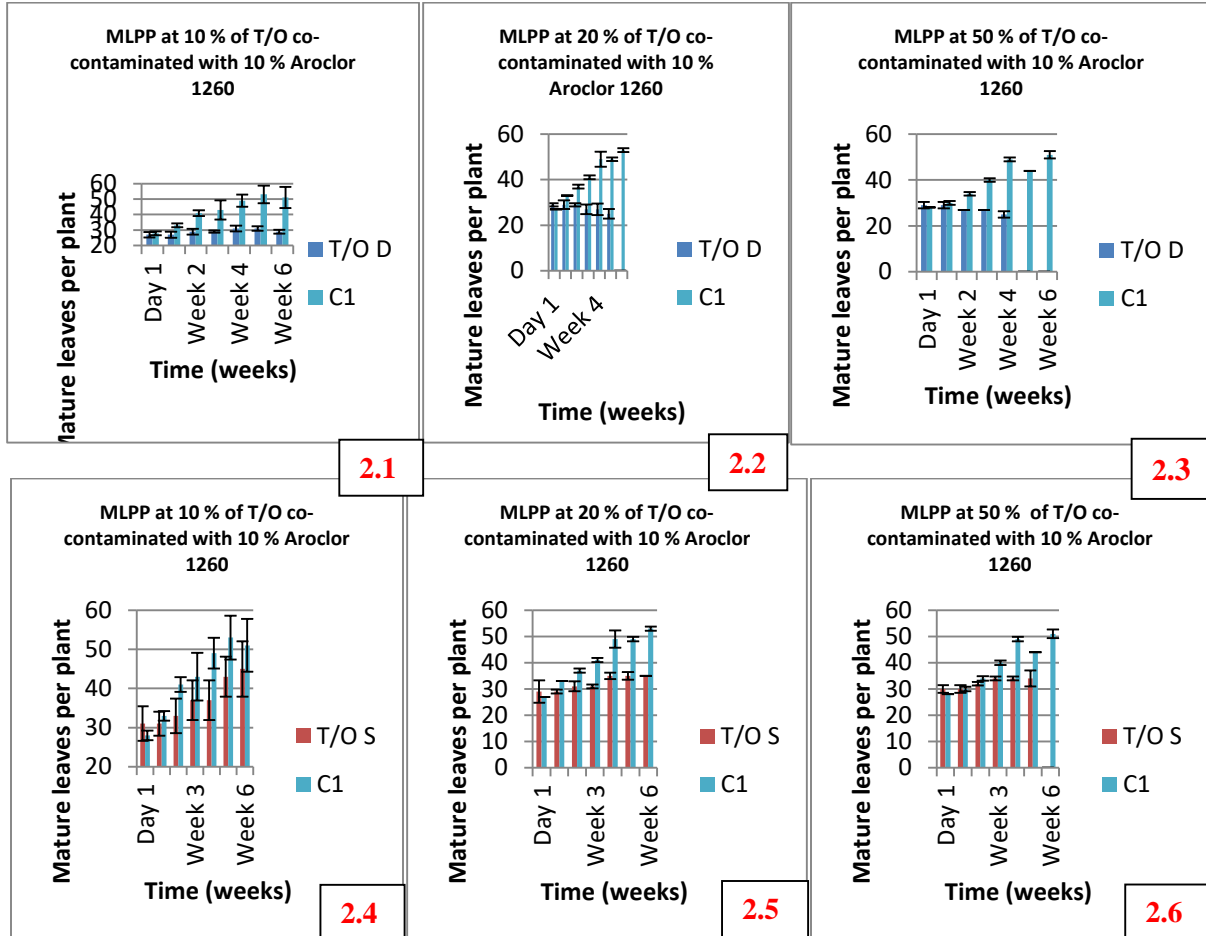 MLPP at 10 % of T/O co-
contaminated with 10 % Aroclor
1260
60
50
40
30
20
Mature leaves per plant
Day 1
Week 2
Week 4
Week 6
Time (weeks)
T/O D
C1
2.1
MLPP at 20 % of T/O co-
contaminated with 10 %
Aroclor 1260
60
40
20
0
Mature leaves per plant
Day 1
Week 4
Time (weeks)
T/O D
C1
2.2
MLPP at 50 % of T/O co-
contaminated with 10 % Aroclor
1260
60
40
20
0
Mature leaves per plant
Day 1
Week 2
Week 4
Week 6
Time (weeks)
T/O D
C1
2.3
MLPP at 10 % of T/O co-
contaminated with 10 % Aroclor
1260
60
50
40
30
20
Mature leaves per plant
Day 1
Week 3
Week 6
Time (weeks)
T/O S
C1
2.4
MLPP at 20 % of T/O co-
contaminated with 10 % Aroclor
1260
60
50
40
30
20
10
0
Mature leaves per plant
Day 1
Week 3
Week 6
Time (weeks)
T/O S
C1
2.5
MLPP at 50 % of T/O co-
contaminated with 10 % Aroclor
1260
60
50
40
30
20
10
0
Mature leaves per plant
Day 1
Week 3
Week 6
Time (weeks)
T/O S
C1
2.6